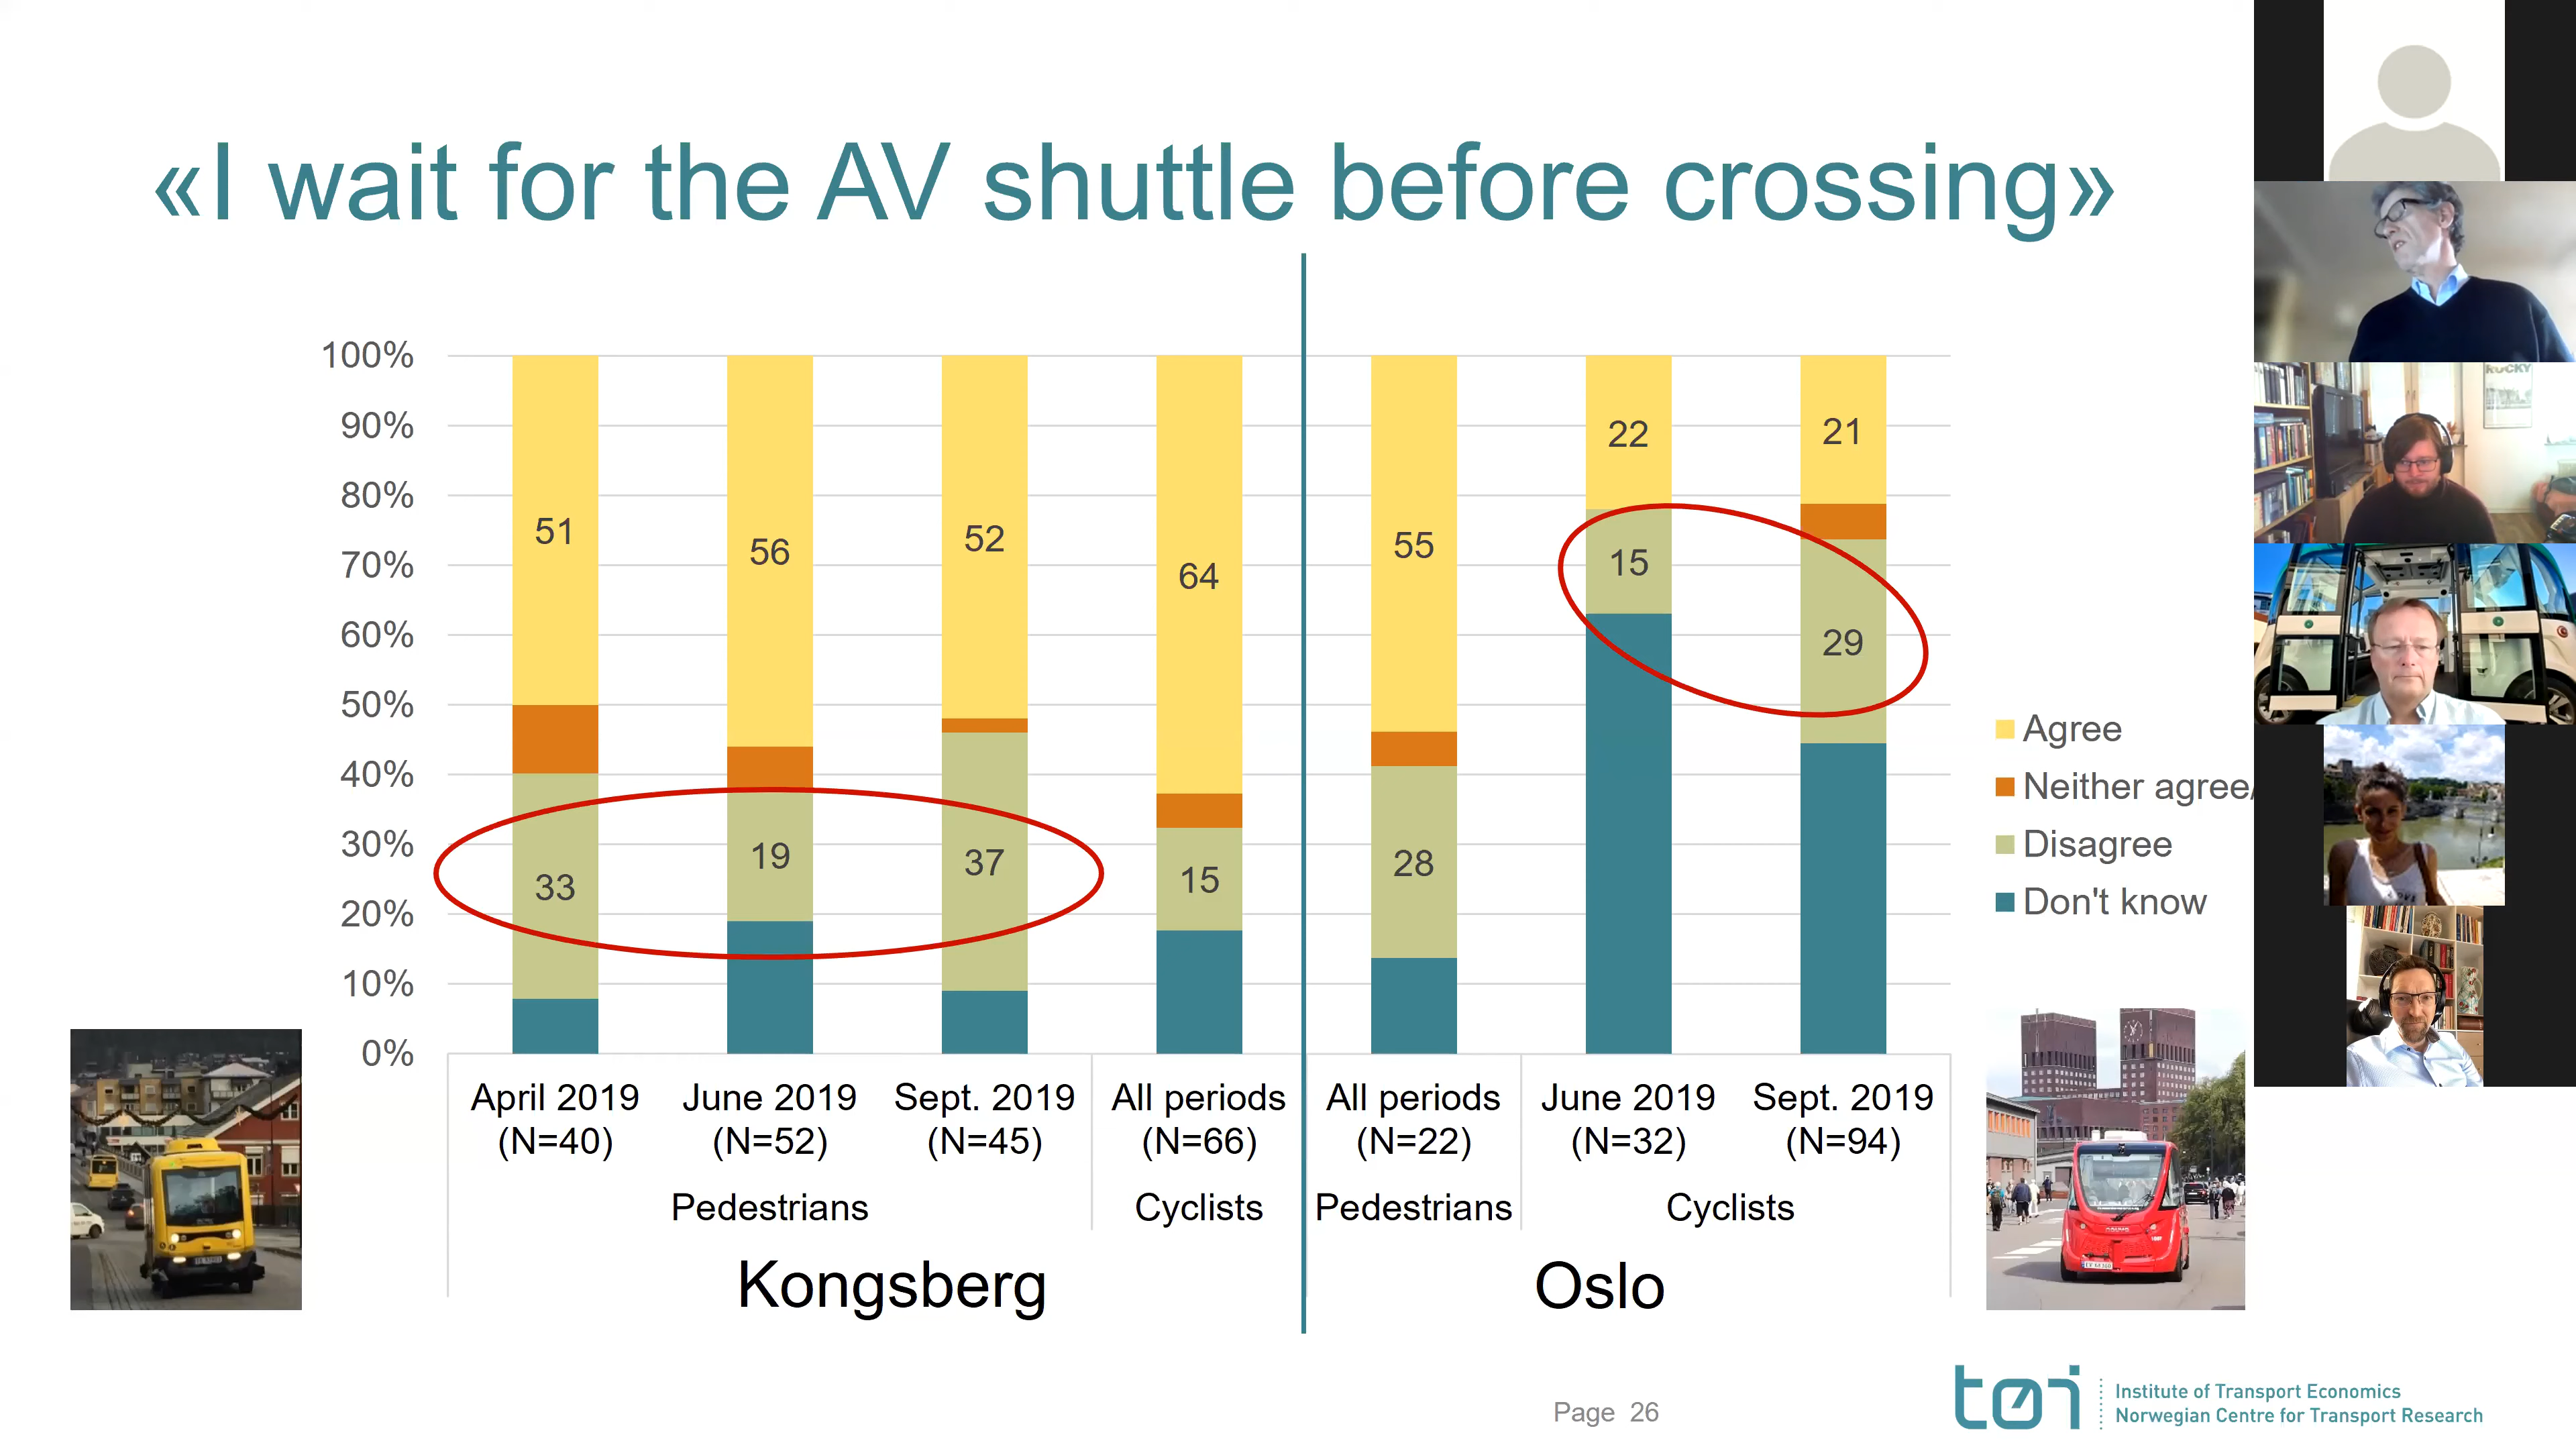 «I wait for the AV shuttle before crossing»
100%
90%
80%
70%
60%
50%
40%
30%
20%
10%
0%
51
33
56
19
52
37
64
15
55
28
22
15
21
29
Agree
Neither agree/
Disagree
Don't know
April 2019
(N=40)
June 2019
(N=52)
Sept. 2019
(N=45)
All periods
(N=66)
All periods
(N=22)
June 2019
(N=32)
Sept. 2019
(N=94)
Pedestrians
Cyclists
Pedestrians
Cyclists
Kongsberg
Oslo
Page 26
tøi
Institute of Transport Economics
Norwegian Centre for Transport Research
ROCKY